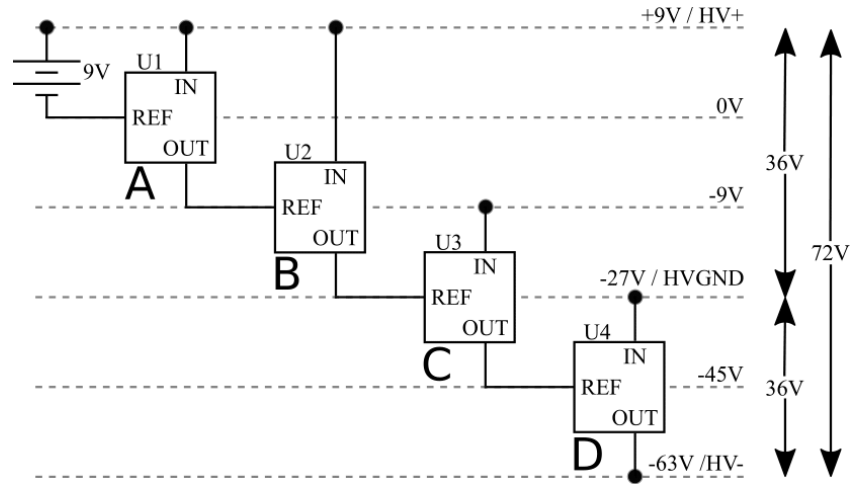 +9V / HV+
U1
9V
IN
REF
0V
OUT
U2
A
36V
IN
-9V
REF
OUT
U3
72V
B
IN
-27V / HVGND
REF
OUT
U4
C
IN
-45V
36V
REF
OUT
D
-63V /HV-